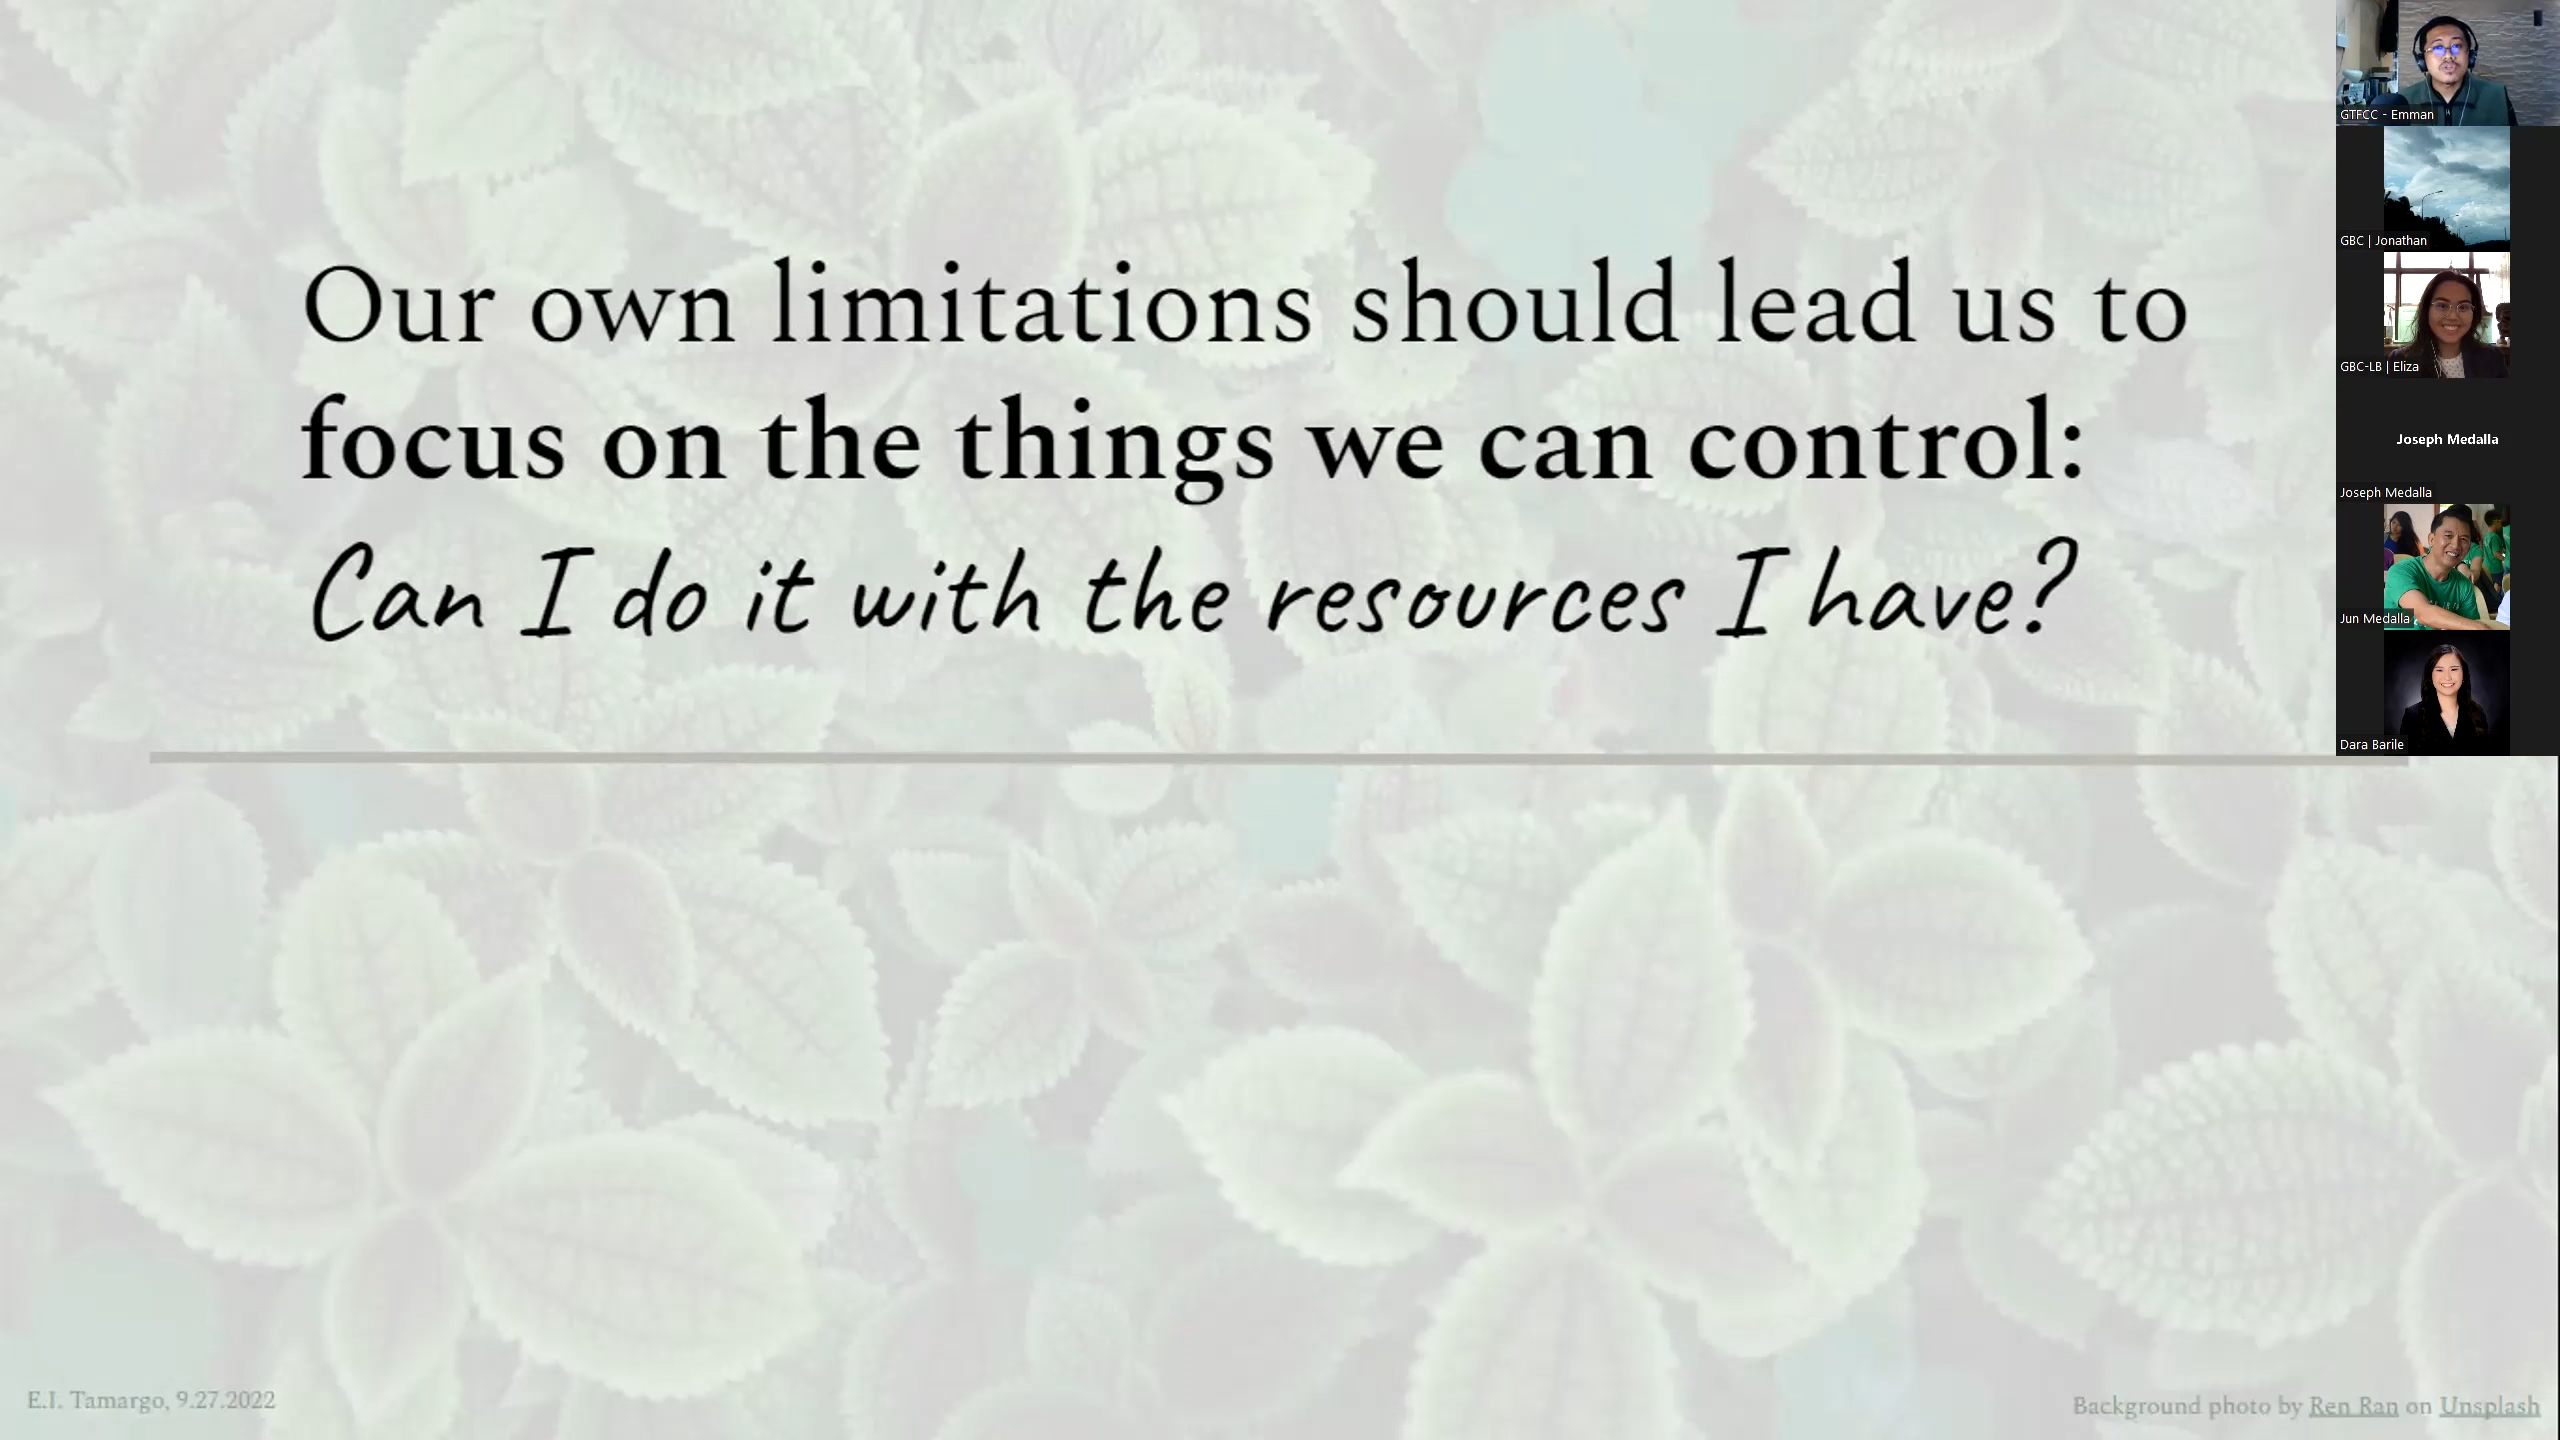 Our own limitations should lead us to
focus on the things we can control:
Can I do it with the resources I have?
E.I. Tamargo, 9.27.2022
Background photo by Ren Ran on Unsplash
GTFCC - Emman
GBC | Jonathan
GBC-LB | Eliza
Joseph Medalla
Joseph Medalla
Jun Medalla
Dara Barile